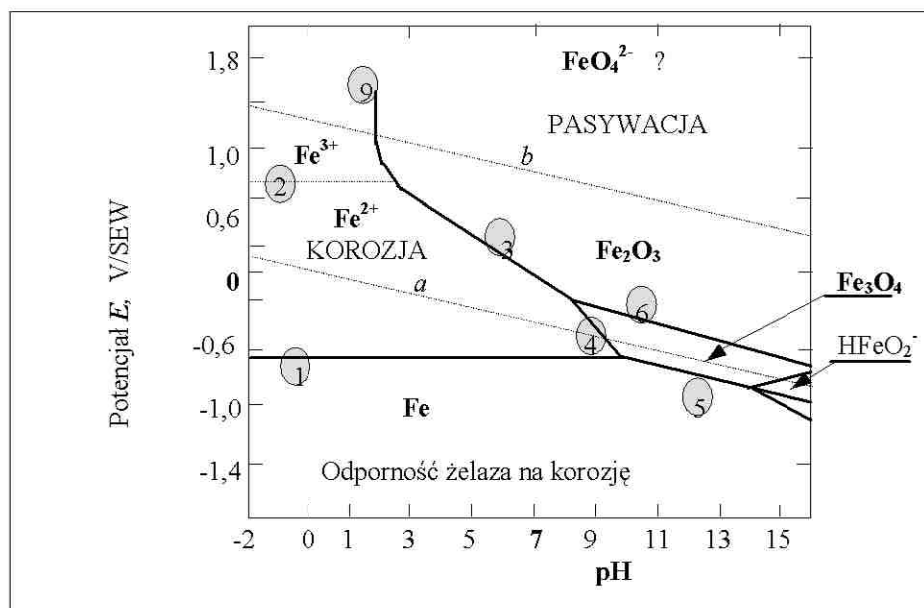 1,8
FeO₄²⁻ ?
9
PASYWACJA
1,0
Fe³⁺
b
2
0,6
Fe²⁺
3
KOROZJA
Fe₂O₃
0
a
6
Fe₃O₄
4
HFeO₂⁻
-0,6
1
5
-1,0
Fe
-1,4
Odporność żelaza na korozję
Potencjał E, V/SEW
-2 0 1 3 5 7 9 11 13 15
pH